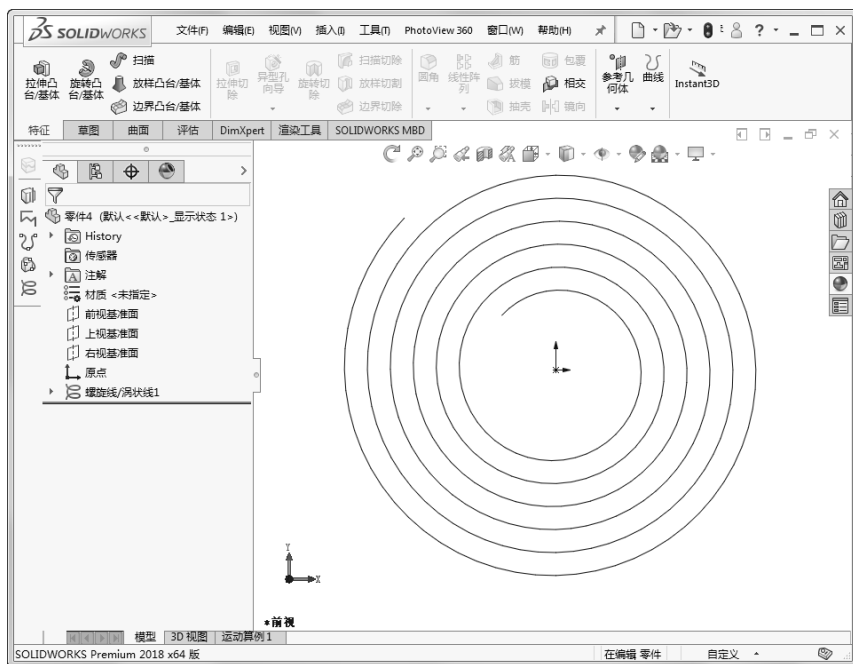 SOLIDWORKS 文件(F) 编辑(E) 视图(V) 插入(I) 工具(T) PhotoView 360 窗口(W) 帮助(H) ?
拉伸凸台/基体 旋转凸台/基体 扫描 放样凸台/基体 边界凸台/基体 拉伸切除 异型孔向导 旋转切除 扫描切除 放样切割 边界切除 圆角 线性阵列 筋 拔模 抽壳 包覆 相交 镜向 参考几何体 曲线 Instant3D
特征 草图 曲面 评估 DimXpert 渲染工具 SOLIDWORKS MBD
零件4 (默认<<默认>_显示状态 1>)
History
传感器
注解
材质 <未指定>
前视基准面
上视基准面
右视基准面
原点
螺旋线/涡状线1
Y
X
*前視
模型 3D 视图 运动算例 1
SOLIDWORKS Premium 2018 x64 版 在编辑 零件 自定义